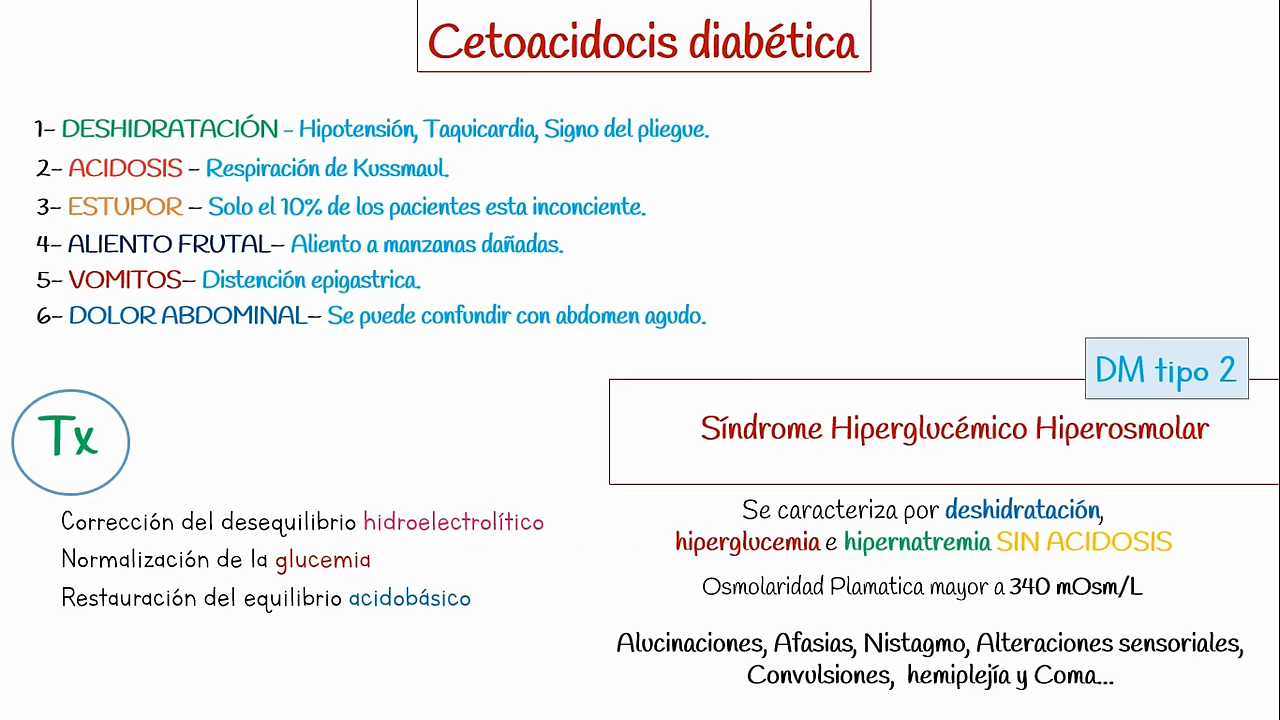 Cetoacidocis diabética
1- DESHIDRATACIÓN - Hipotensión, Taquicardia, Signo del pliegue.
2- ACIDOSIS - Respiración de Kussmaul.
3- ESTUPOR - Solo el 10% de los pacientes esta inconciente.
4- ALIENTO FRUTAL- Aliento a manzanas dañadas.
5- VOMITOS- Distención epigastrica.
6- DOLOR ABDOMINAL- Se puede confundir con abdomen agudo.
Tx
Corrección del desequilibrio hidroelectrolítico
Normalización de la glucemia
Restauración del equilibrio acidobásico
DM tipo 2
Síndrome Hiperglucémico Hiperosmolar
Se caracteriza por deshidratación,
hiperglucemia e hipernatremia SIN ACIDOSIS
Osmolaridad Plamatica mayor a 340 mOsm/L
Alucinaciones, Afasias, Nistagmo, Alteraciones sensoriales,
Convulsiones, hemiplejía y Coma...